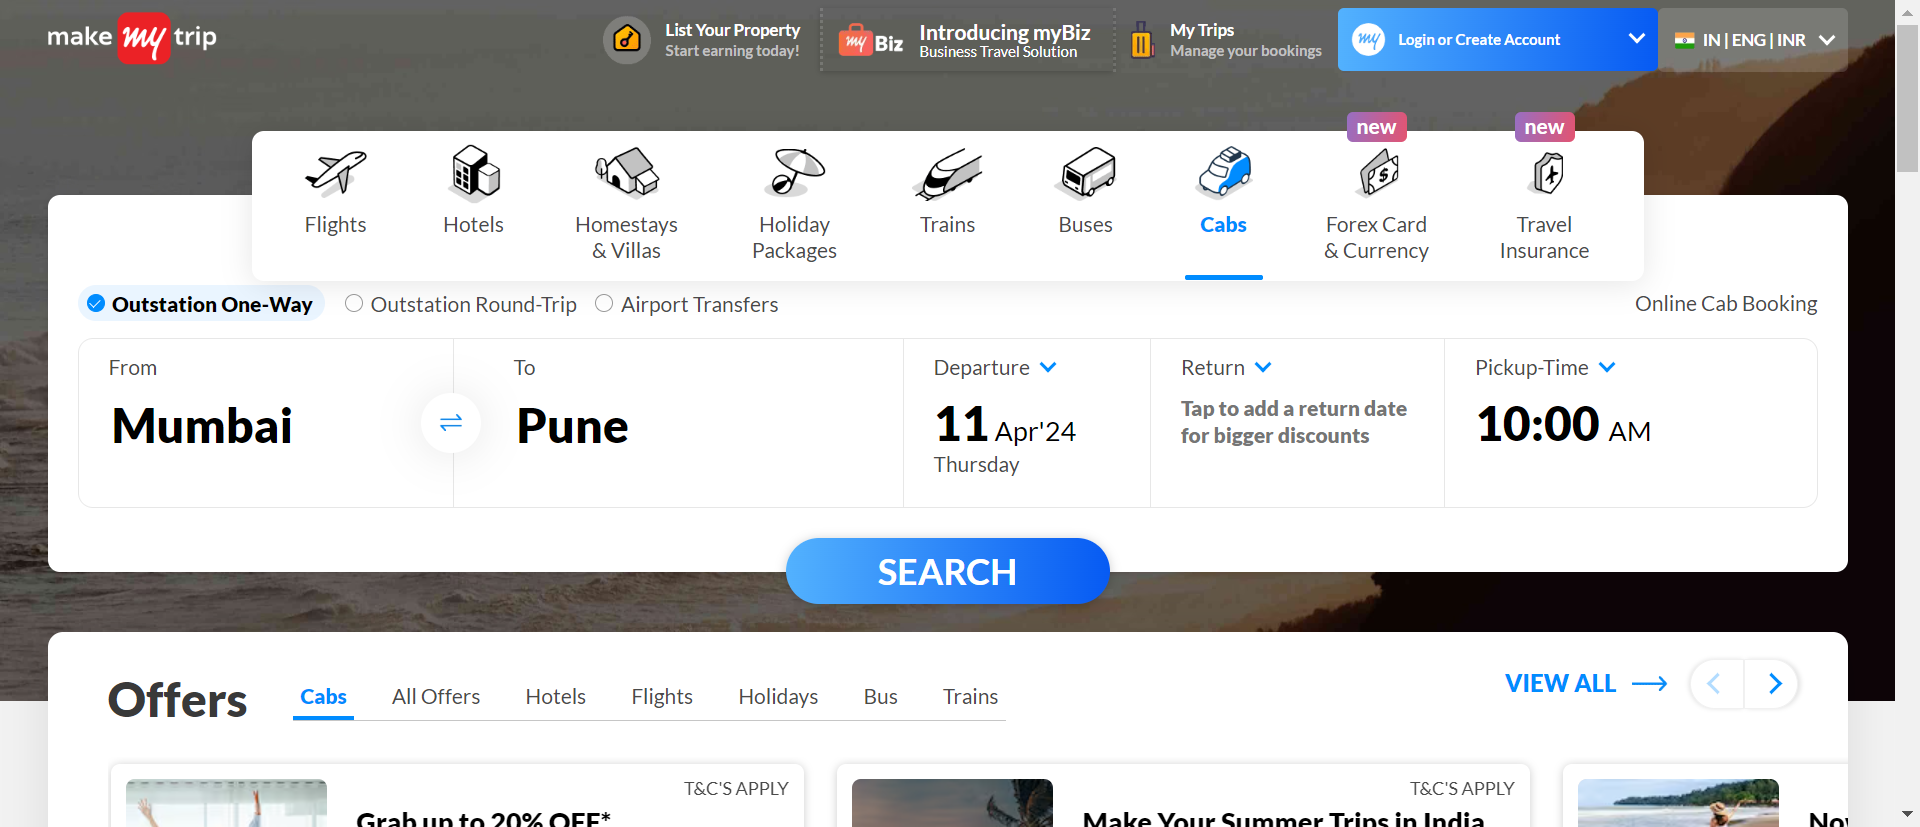 make my trip
List Your Property
Start earning today!
my Biz
Introducing myBiz
Business Travel Solution
My Trips
Manage your bookings
my
Login or Create Account
IN | ENG | INR
new
new
Flights
Hotels
Homestays
& Villas
Holiday
Packages
Trains
Buses
Cabs
Forex Card
& Currency
Travel
Insurance
Outstation One-Way
Outstation Round-Trip
Airport Transfers
Online Cab Booking
From
Mumbai
To
Pune
Departure
11 Apr'24
Thursday
Return
Tap to add a return date
for bigger discounts
Pickup-Time
10:00 AM
SEARCH
Offers
Cabs
All Offers
Hotels
Flights
Holidays
Bus
Trains
VIEW ALL
T&C'S APPLY
Grab up to 20% OFF*
T&C'S APPLY
Make Your Summer Trips in India